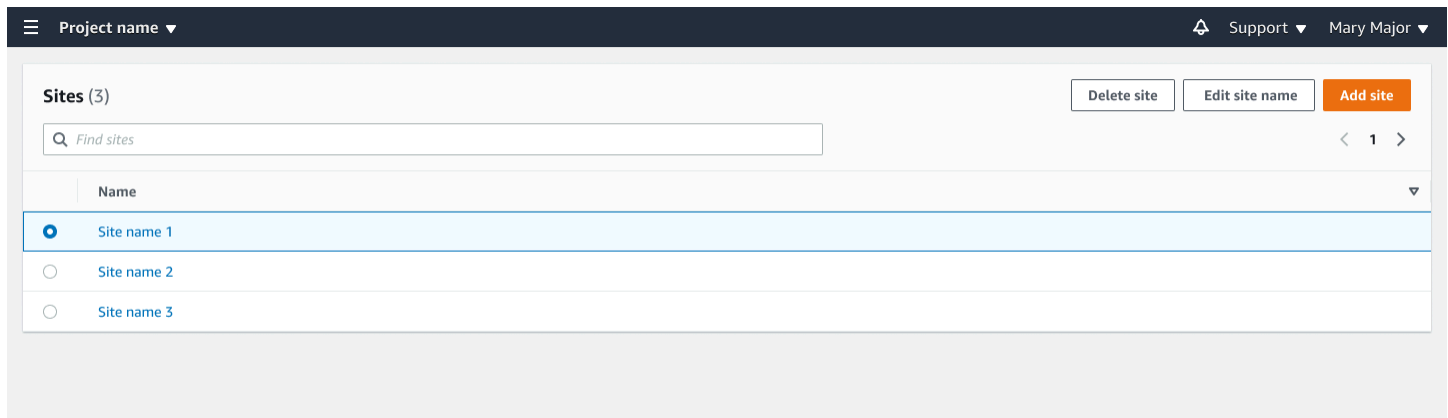 Project name Support Mary Major
Sites (3) Delete site Edit site name Add site
Find sites 1
Name
Site name 1
Site name 2
Site name 3